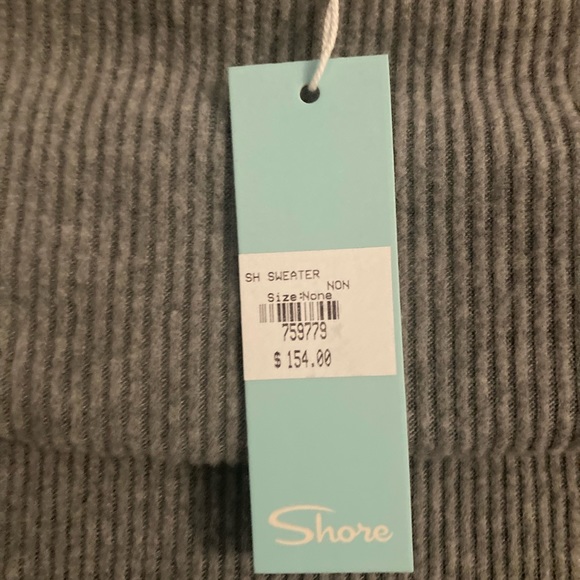 SH SWEATER
NON
Size:None
759779
$ 154.00
Shore